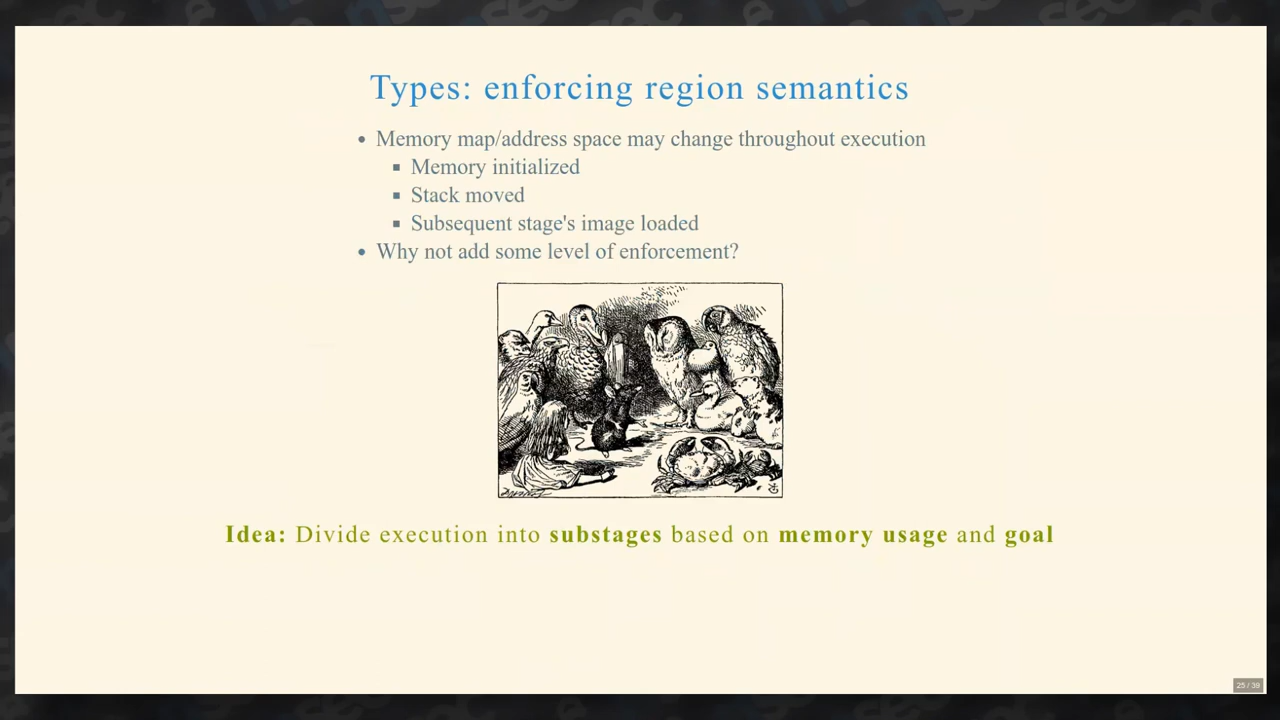 Types: enforcing region semantics
• Memory map/address space may change throughout execution
▪ Memory initialized
▪ Stack moved
▪ Subsequent stage's image loaded
• Why not add some level of enforcement?
Idea: Divide execution into substages based on memory usage and goal
25 / 39